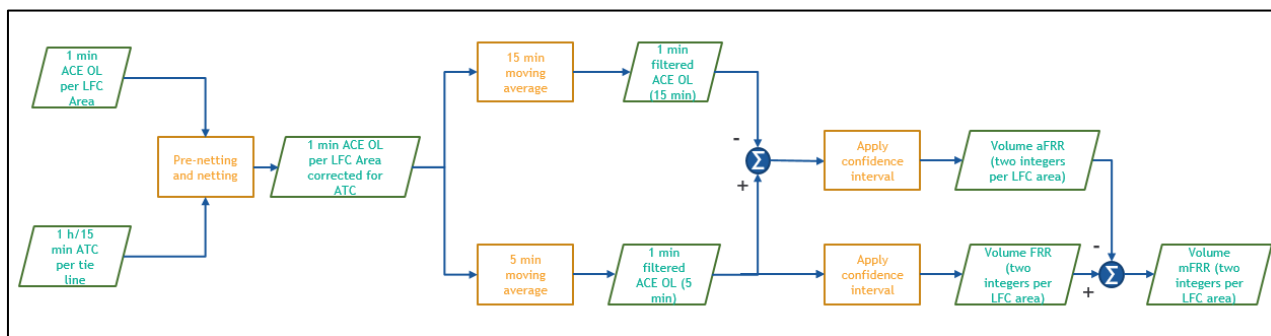 1 min
ACE OL
per LFC
Area
1 h/15
min ATC
per tie
line
Pre-netting
and netting
1 min ACE OL
per LFC Area
corrected for
ATC
15 min
moving
average
1 min
filtered
ACE OL
(15 min)
5 min
moving
average
1 min
filtered
ACE OL (5
min)
-
Σ
+
Apply
confidence
interval
Volume aFRR
(two integers
per LFC area)
Apply
confidence
interval
Volume FRR
(two
integers per
LFC area)
-
Σ
+
Volume
mFRR (two
integers per
LFC area)